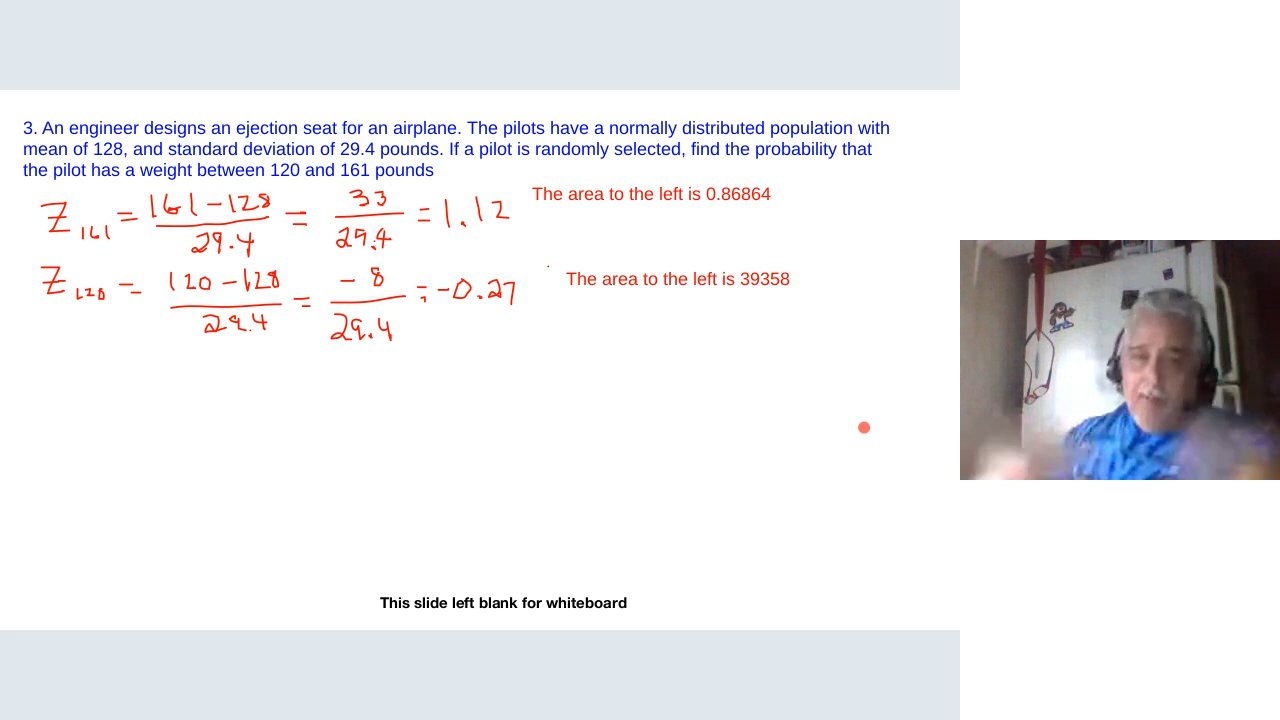 3. An engineer designs an ejection seat for an airplane. The pilots have a normally distributed population with
mean of 128, and standard deviation of 29.4 pounds. If a pilot is randomly selected, find the probability that
the pilot has a weight between 120 and 161 pounds
Z161 = 161-128 / 29.4 = 33 / 29.4 = 1.12
The area to the left is 0.86864
Z120 = 120-128 / 29.4 = -8 / 29.4 = -0.27
The area to the left is 39358
This slide left blank for whiteboard